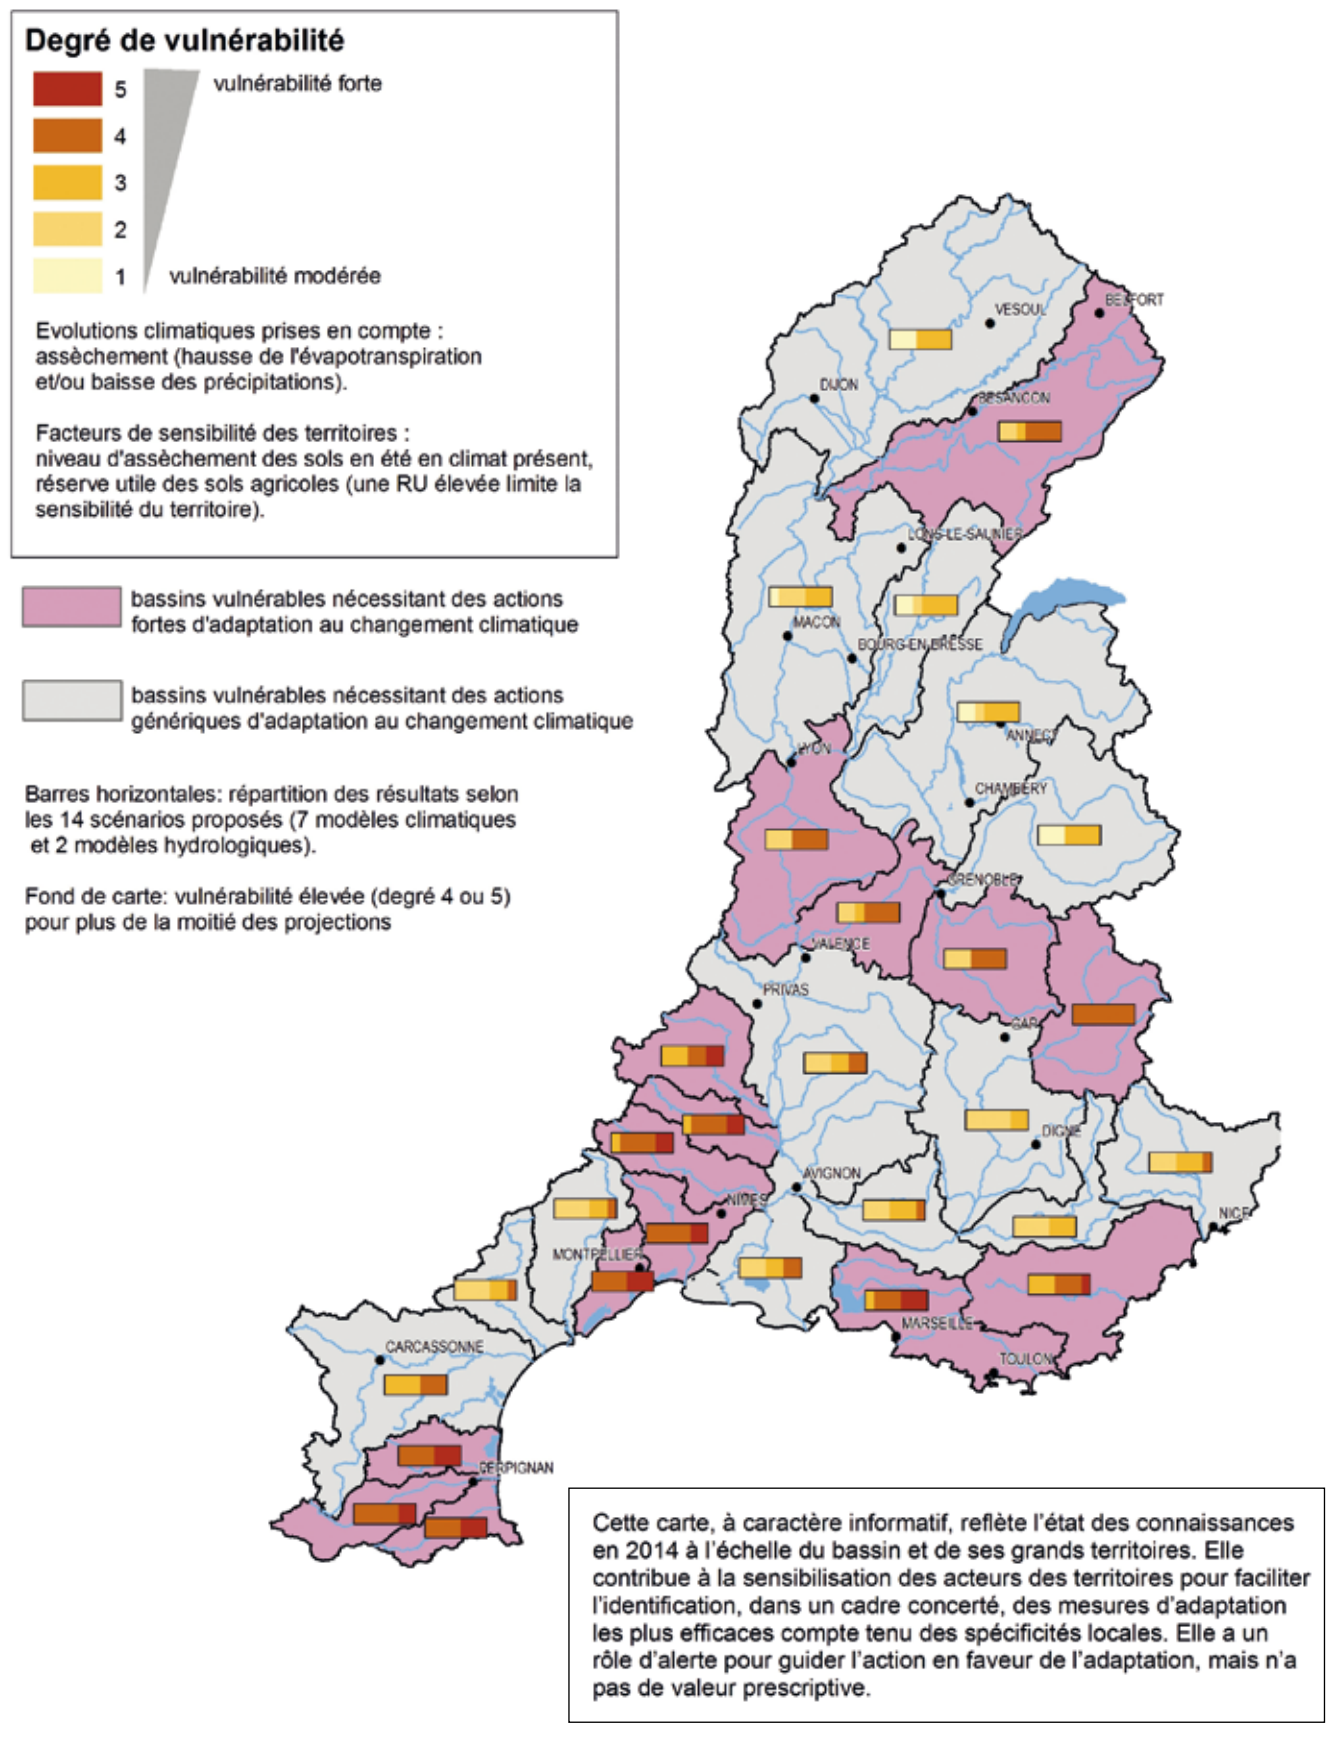 Degré de vulnérabilité
5
vulnérabilité forte
4
3
2
1
vulnérabilité modérée
Evolutions climatiques prises en compte :
assèchement (hausse de l'évapotranspiration
et/ou baisse des précipitations).
Facteurs de sensibilité des territoires :
niveau d'assèchement des sols en été en climat présent,
réserve utile des sols agricoles (une RU élevée limite la
sensibilité du territoire).
bassins vulnérables nécessitant des actions
fortes d'adaptation au changement climatique
bassins vulnérables nécessitant des actions
génériques d'adaptation au changement climatique
Barres horizontales: répartition des résultats selon
les 14 scénarios proposés (7 modèles climatiques
et 2 modèles hydrologiques).
Fond de carte: vulnérabilité élevée (degré 4 ou 5)
pour plus de la moitié des projections
BELFORT
VESOUL
DIJON
BESANCON
LONS-LE-SAUNIER
MACON
BOURG-EN-BRESSE
ANNECY
LYON
CHAMBERY
GRENOBLE
VALENCE
PRIVAS
GAP
DIGNE
AVIGNON
NIMES
NICE
MONTPELLIER
MARSEILLE
TOULON
CARCASSONNE
PERPIGNAN
Cette carte, à caractère informatif, reflète l'état des connaissances
en 2014 à l'échelle du bassin et de ses grands territoires. Elle
contribue à la sensibilisation des acteurs des territoires pour faciliter
l'identification, dans un cadre concerté, des mesures d'adaptation
les plus efficaces compte tenu des spécificités locales. Elle a un
rôle d'alerte pour guider l'action en faveur de l'adaptation, mais n'a
pas de valeur prescriptive.